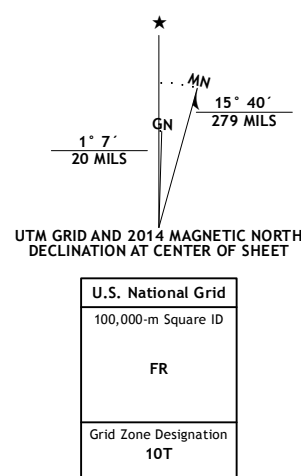 ★
MN
GN
15° 40´
279 MILS
1° 7´
20 MILS
UTM GRID AND 2014 MAGNETIC NORTH
DECLINATION AT CENTER OF SHEET
U.S. National Grid
100,000-m Square ID
FR
Grid Zone Designation
10T